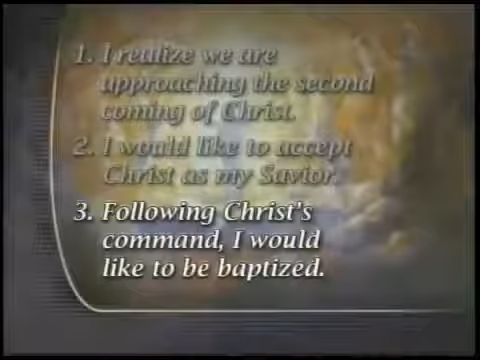 1. I realize we are
approaching the second
coming of Christ.
2. I would like to accept
Christ as my Savior.
3. Following Christ's
command, I would
like to be baptized.